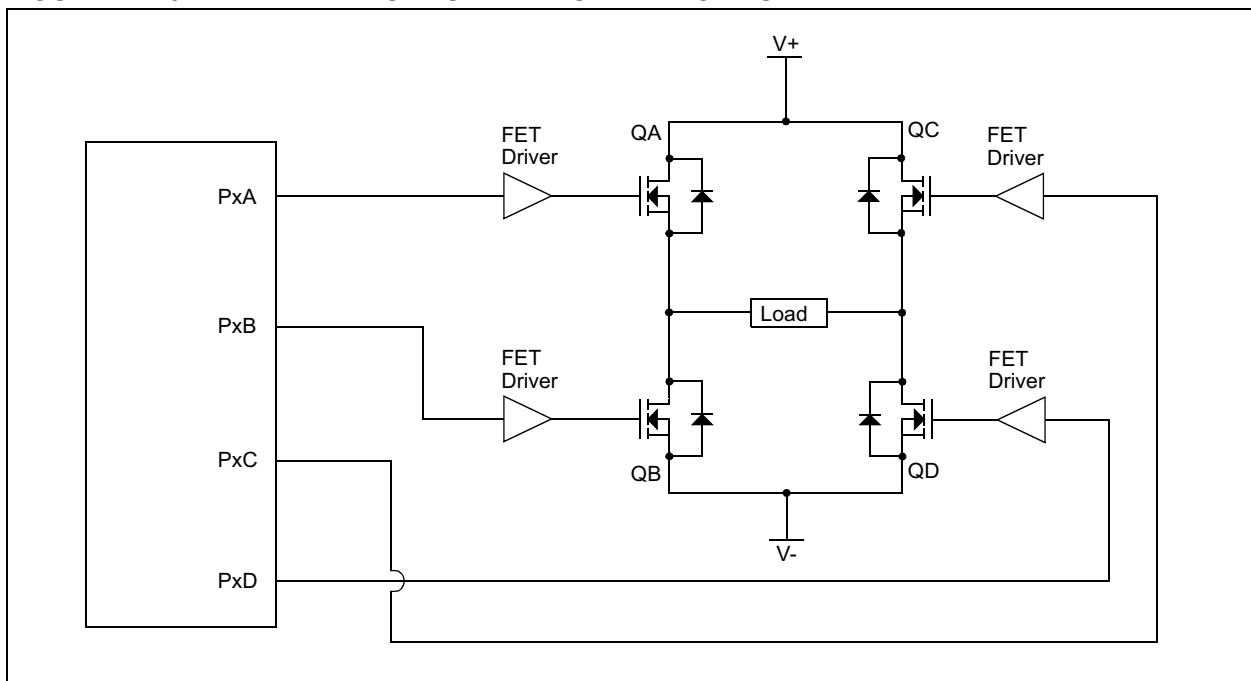 V+
QA
QC
FET
Driver
FET
Driver
PxA
Load
PxB
FET
Driver
FET
Driver
PxC
QB
QD
V-
PxD